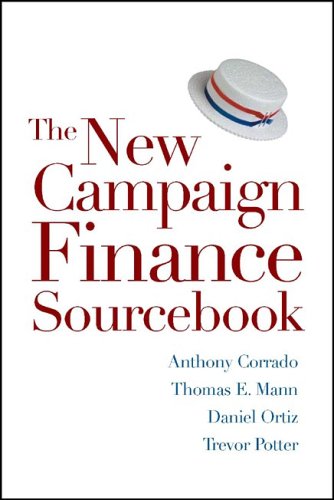 The New
Campaign
Finance
Sourcebook
Anthony Corrado
Thomas E. Mann
Daniel Ortiz
Trevor Potter